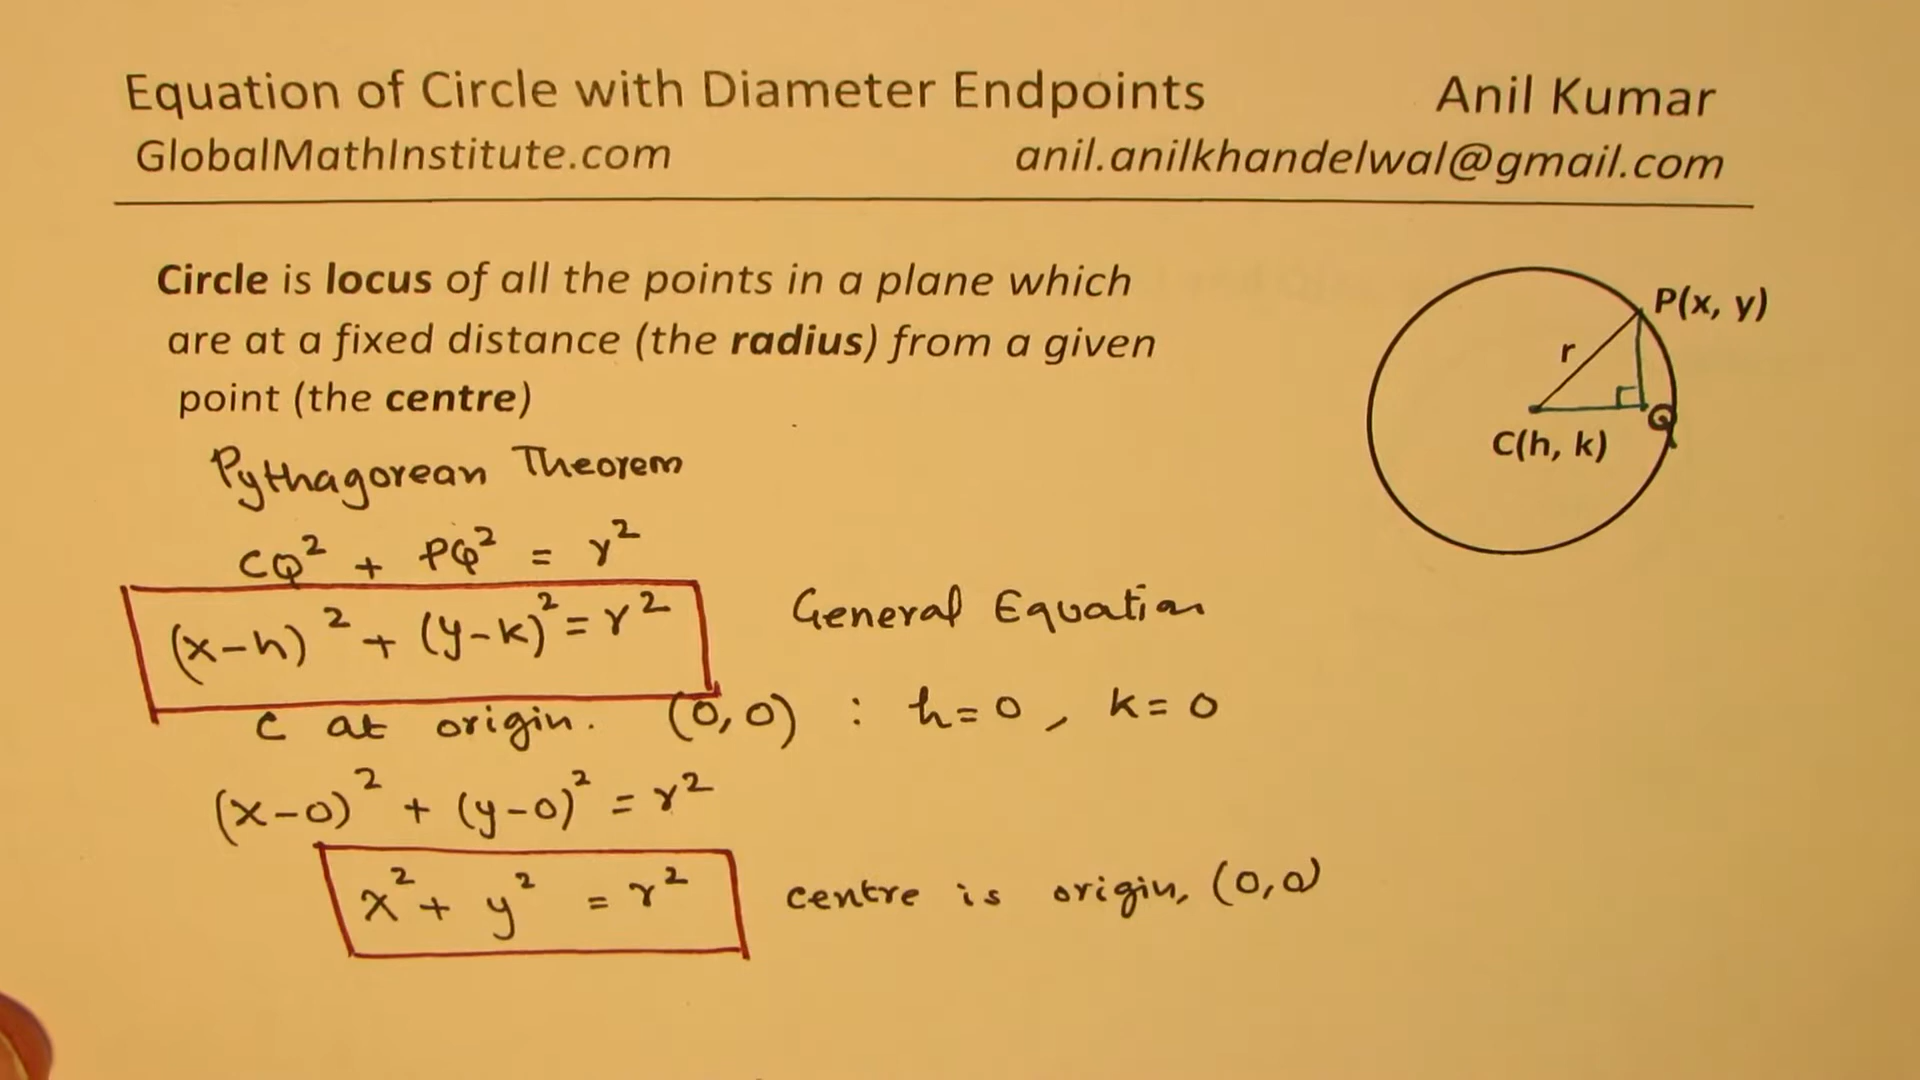 Equation of Circle with Diameter Endpoints Anil Kumar
GlobalMathInstitute.com anil.anilkhandelwal@gmail.com
Circle is locus of all the points in a plane which
are at a fixed distance (the radius) from a given
point (the centre)
P(x, y)
r
Q
C(h, k)
Pythagorean Theorem
CQ² + PQ² = r²
(x-h)² + (y-k)² = r² General Equation
C at origin. (0,0) : h=0, k=0
(x-0)² + (y-0)² = r²
x² + y² = r² centre is origin, (0,0)